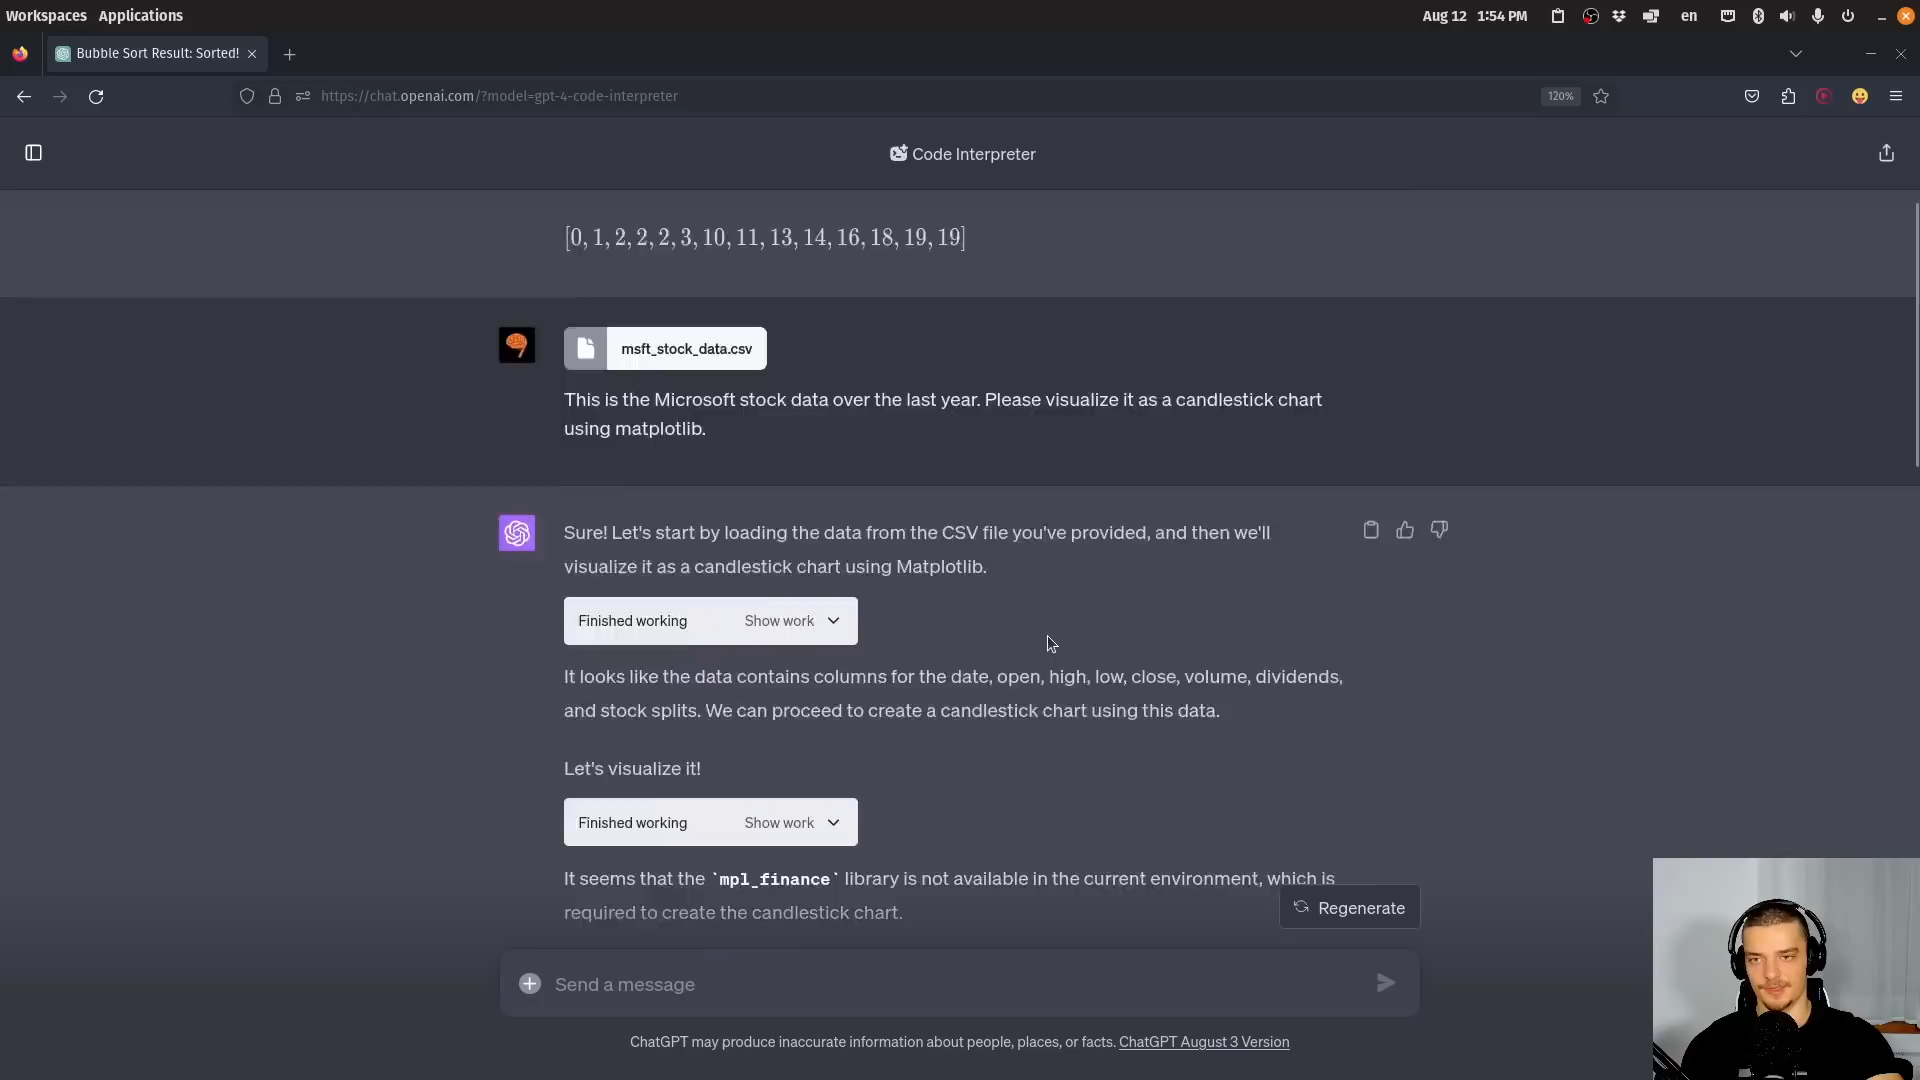 Workspaces Applications Aug 12 1:54 PM en
Bubble Sort Result: Sorted!
https://chat.openai.com/?model=gpt-4-code-interpreter 120%
Code Interpreter
[0, 1, 2, 2, 2, 3, 10, 11, 13, 14, 16, 18, 19, 19]
msft_stock_data.csv
This is the Microsoft stock data over the last year. Please visualize it as a candlestick chart
using matplotlib.
Sure! Let's start by loading the data from the CSV file you've provided, and then we'll
visualize it as a candlestick chart using Matplotlib.
Finished working Show work
It looks like the data contains columns for the date, open, high, low, close, volume, dividends,
and stock splits. We can proceed to create a candlestick chart using this data.
Let's visualize it!
Finished working Show work
It seems that the `mpl_finance` library is not available in the current environment, which is
required to create the candlestick chart.
Regenerate
Send a message
ChatGPT may produce inaccurate information about people, places, or facts. ChatGPT August 3 Version